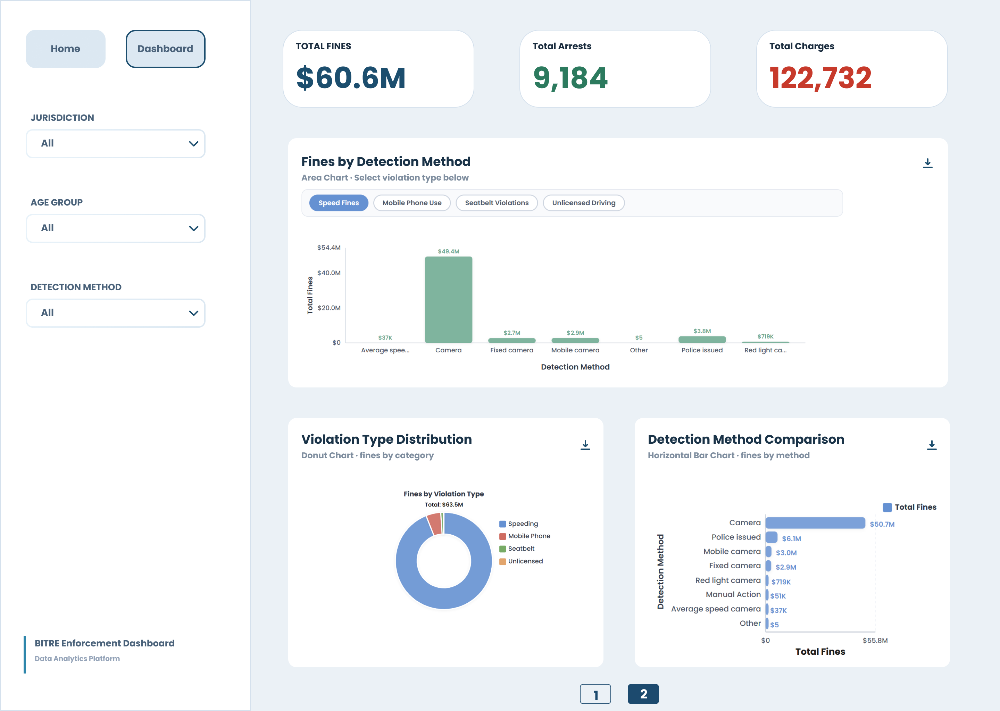 Home
Dashboard
JURISDICTION
All
AGE GROUP
All
DETECTION METHOD
All
BITRE Enforcement Dashboard
Data Analytics Platform
TOTAL FINES
$60.6M
Total Arrests
9,184
Total Charges
122,732
Fines by Detection Method
Area Chart · Select violation type below
Speed Fines
Mobile Phone Use
Seatbelt Violations
Unlicensed Driving
Total Fines
$54.4M
$40.0M
$20.0M
$0
$37K
$49.4M
$2.7M
$2.9M
$5
$3.8M
$719K
Average spee...
Camera
Fixed camera
Mobile camera
Other
Police issued
Red light ca...
Detection Method
Violation Type Distribution
Donut Chart · fines by category
Fines by Violation Type
Total: $63.5M
Speeding
Mobile Phone
Seatbelt
Unlicensed
Detection Method Comparison
Horizontal Bar Chart · fines by method
Total Fines
Detection Method
Camera $50.7M
Police issued $6.1M
Mobile camera $3.0M
Fixed camera $2.9M
Red light camera $719K
Manual Action $51K
Average speed camera $37K
Other $5
$0 $55.8M
Total Fines
1
2